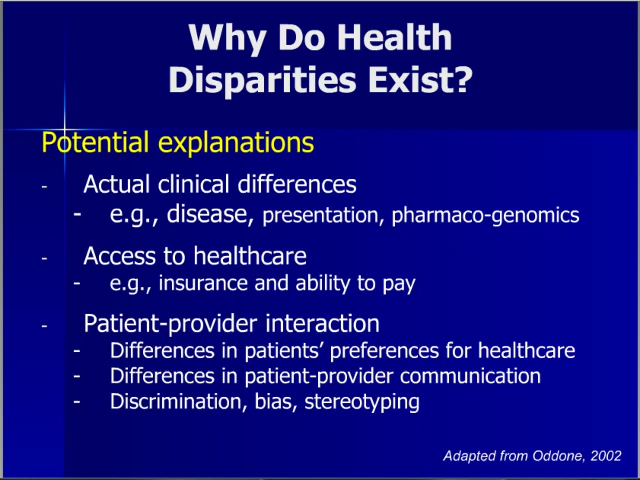 Why Do Health
Disparities Exist?
Potential explanations
- Actual clinical differences
- e.g., disease, presentation, pharmaco-genomics
- Access to healthcare
- e.g., insurance and ability to pay
- Patient-provider interaction
- Differences in patients’ preferences for healthcare
- Differences in patient-provider communication
- Discrimination, bias, stereotyping
Adapted from Oddone, 2002